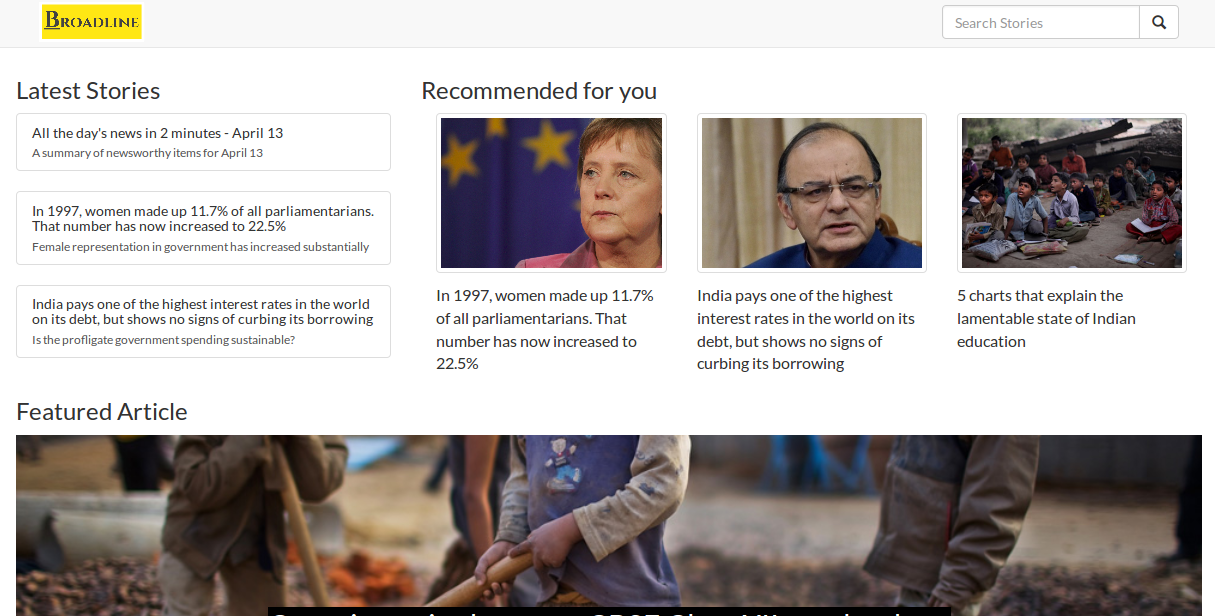 BROADLINE
Search Stories
Latest Stories
All the day's news in 2 minutes - April 13
A summary of newsworthy items for April 13
In 1997, women made up 11.7% of all parliamentarians.
That number has now increased to 22.5%
Female representation in government has increased substantially
India pays one of the highest interest rates in the world
on its debt, but shows no signs of curbing its borrowing
Is the profligate government spending sustainable?
Recommended for you
In 1997, women made up 11.7%
of all parliamentarians. That
number has now increased to
22.5%
India pays one of the highest
interest rates in the world on its
debt, but shows no signs of
curbing its borrowing
5 charts that explain the
lamentable state of Indian
education
Featured Article